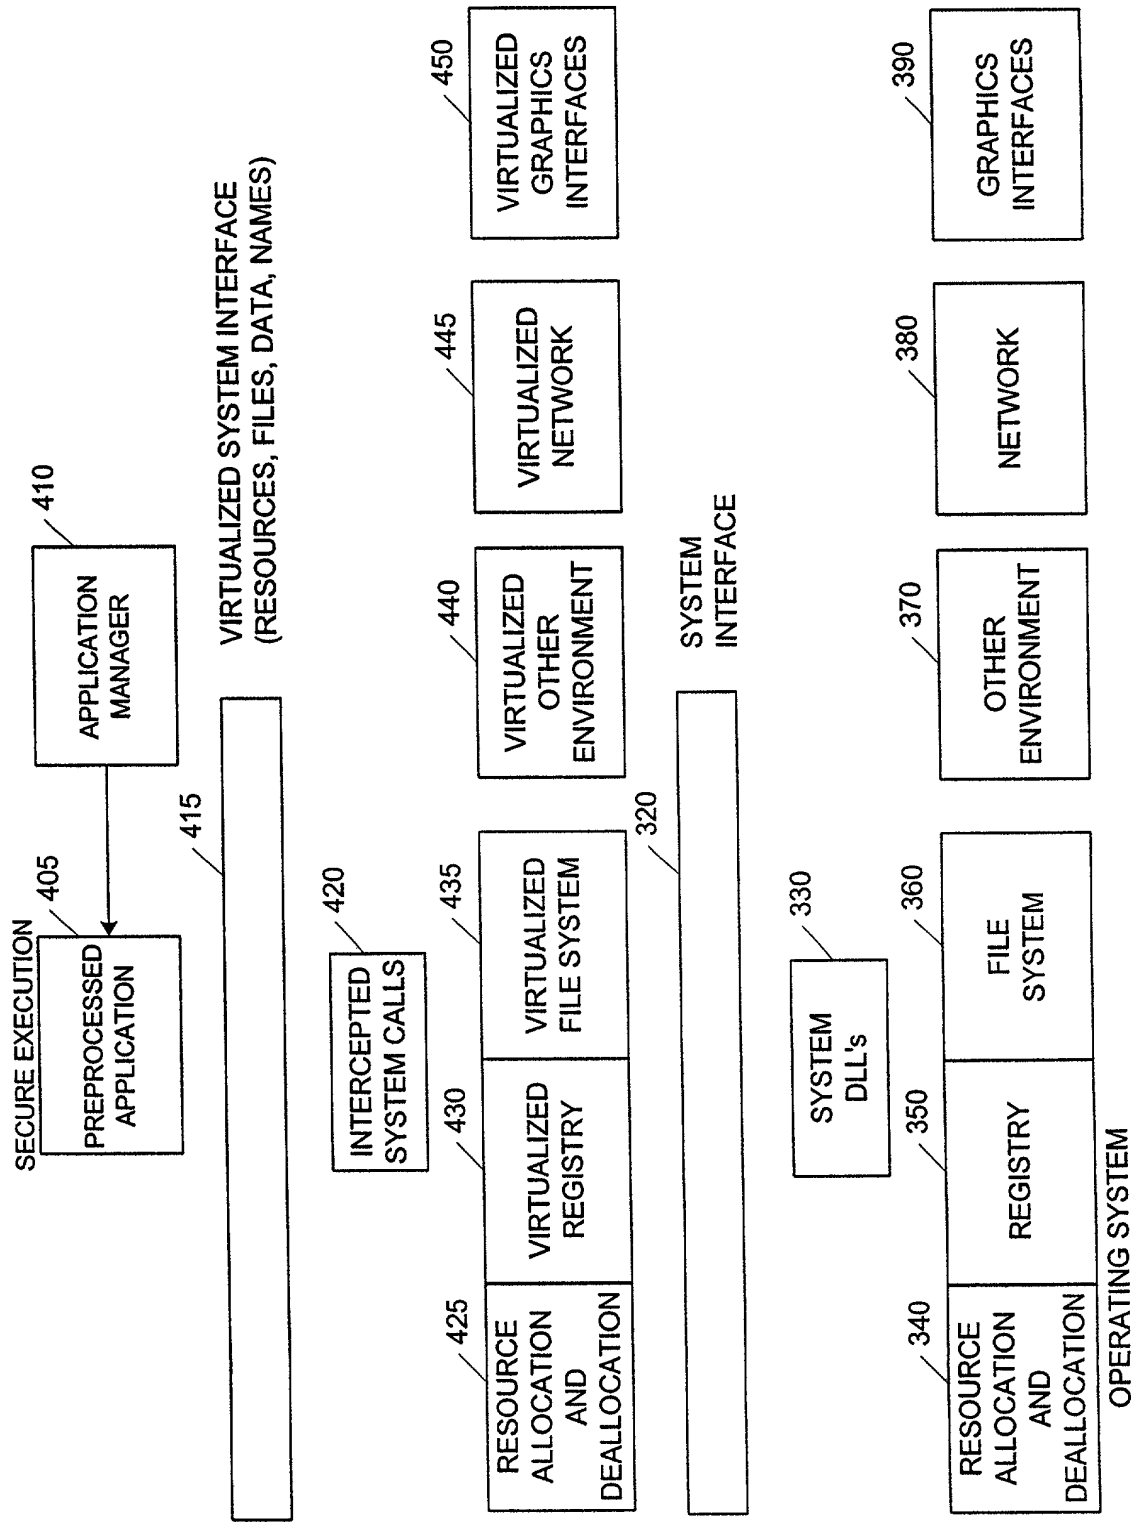 SECURE EXECUTION
405
PREPROCESSED
APPLICATION
410
APPLICATION
MANAGER
415
VIRTUALIZED SYSTEM INTERFACE
(RESOURCES, FILES, DATA, NAMES)
420
INTERCEPTED
SYSTEM CALLS
425
RESOURCE
ALLOCATION
AND
DEALLOCATION
430
VIRTUALIZED
REGISTRY
435
VIRTUALIZED
FILE SYSTEM
440
VIRTUALIZED
OTHER
ENVIRONMENT
445
VIRTUALIZED
NETWORK
450
VIRTUALIZED
GRAPHICS
INTERFACES
320
SYSTEM
INTERFACE
330
SYSTEM
DLL's
340
RESOURCE
ALLOCATION
AND
DEALLOCATION
350
REGISTRY
360
FILE
SYSTEM
370
OTHER
ENVIRONMENT
380
NETWORK
390
GRAPHICS
INTERFACES
OPERATING SYSTEM